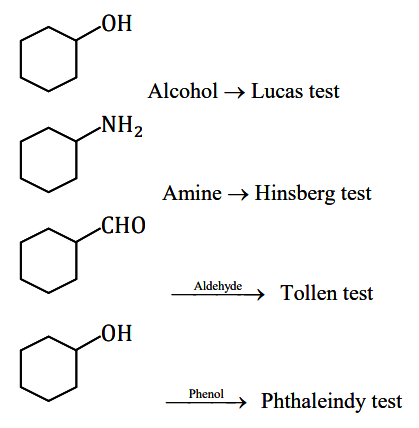 OH
Alcohol → Lucas test
NH₂
Amine → Hinsberg test
CHO
Aldehyde → Tollen test
OH
Phenol → Phthaleindy test